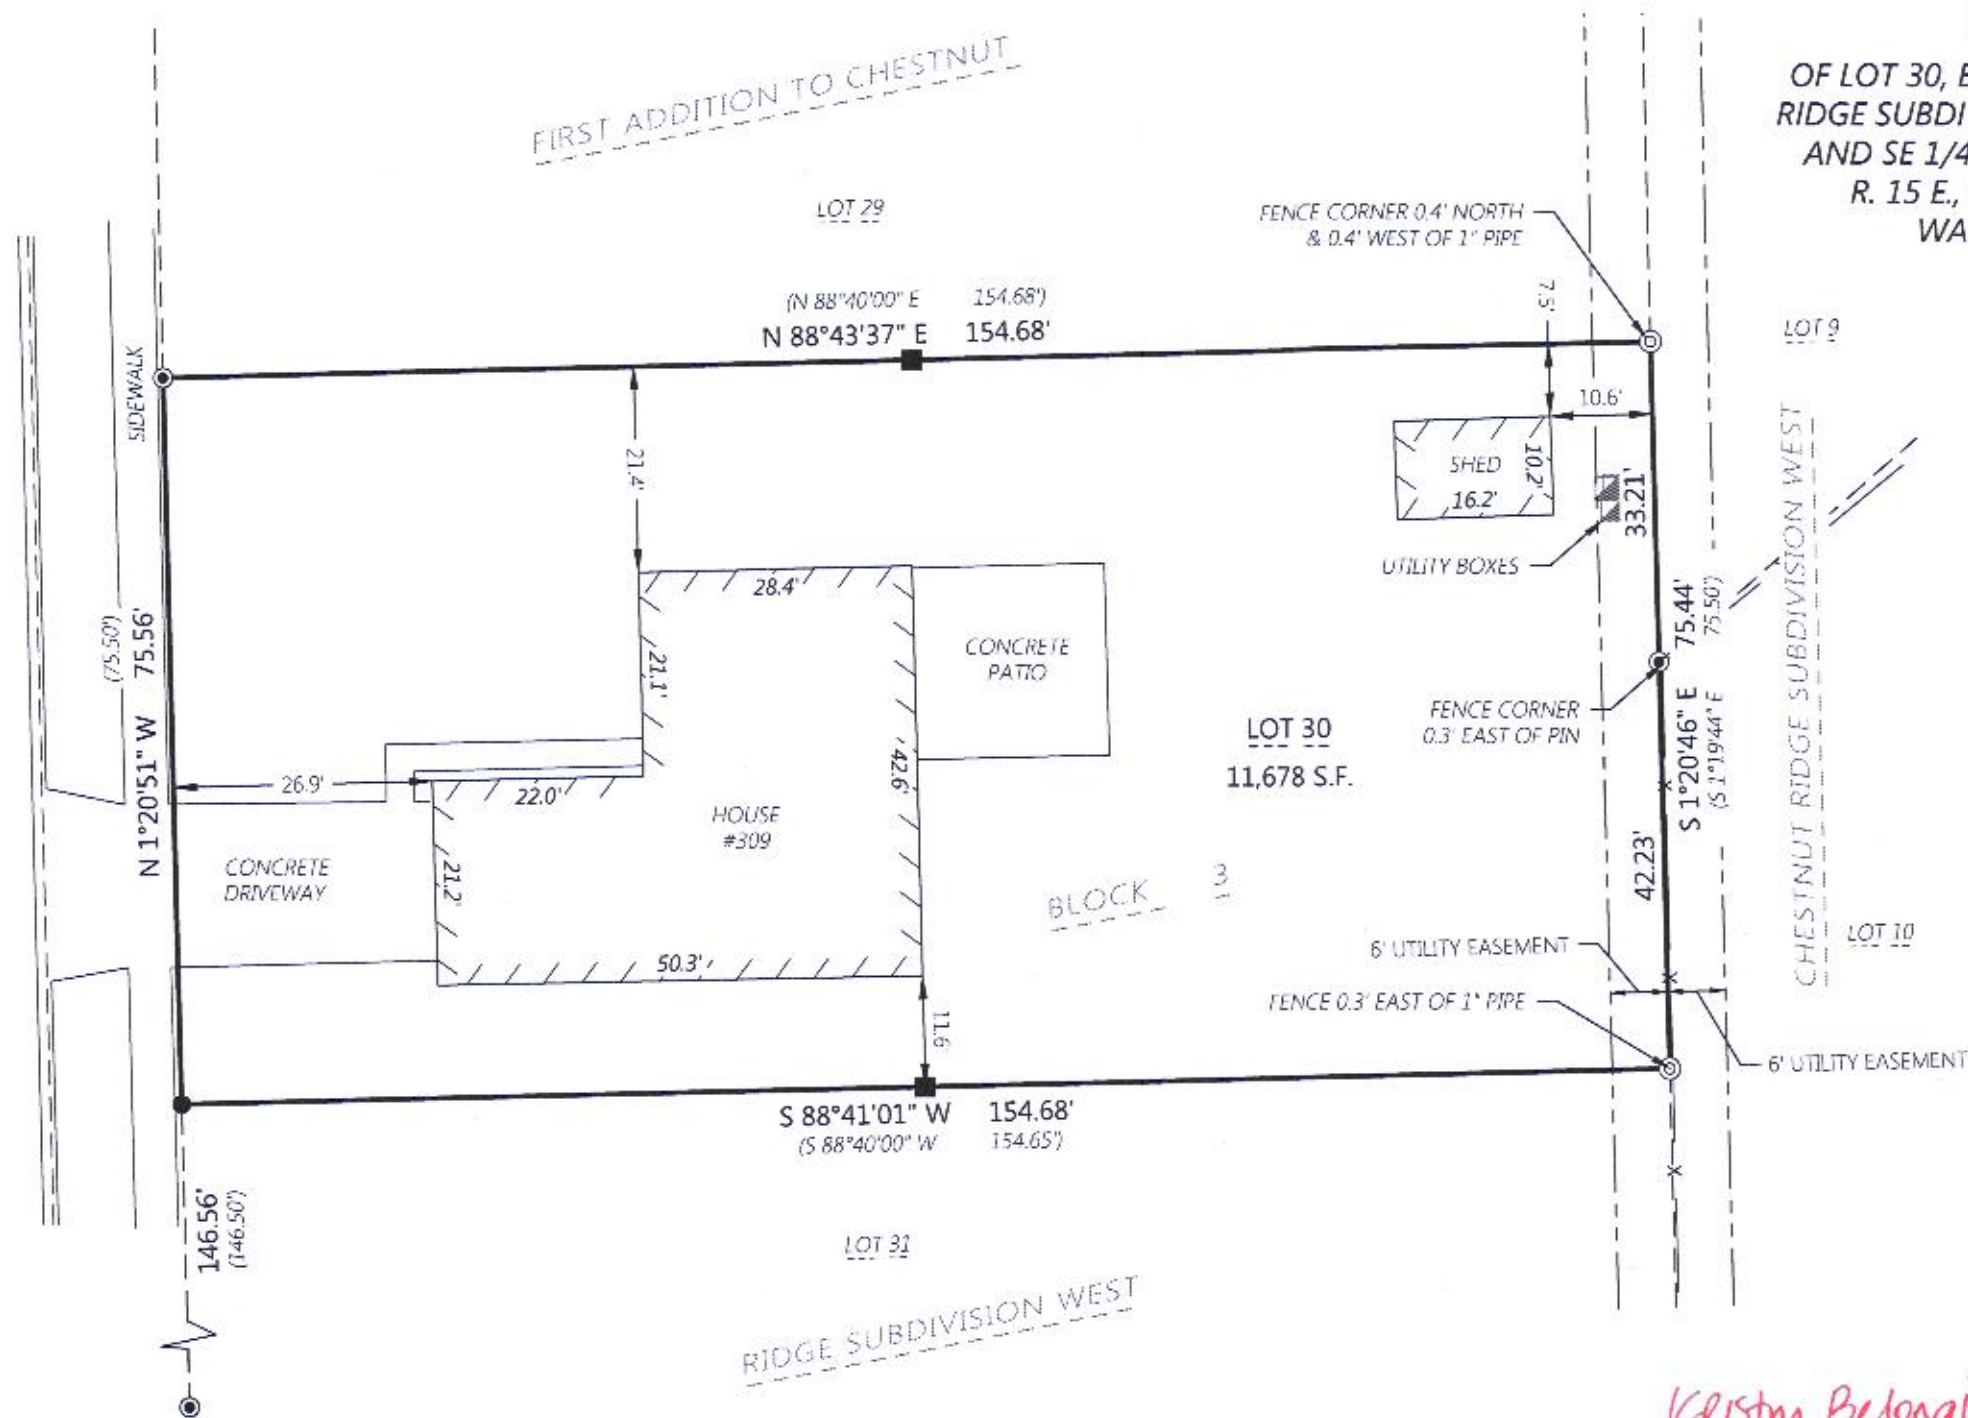 FIRST ADDITION TO CHESTNUT
OF LOT 30,
RIDGE SUBDI
AND SE 1/4
R. 15 E.,
WA
LOT 29
FENCE CORNER 0.4' NORTH
& 0.4' WEST OF 1" PIPE
(N 88°40'00" E 154.68')
N 88°43'37" E 154.68'
7.5'
LOT 9
SIDEWALK
10.6'
21.4'
SHED
10.2'
16.2'
33.21'
UTILITY BOXES
28.4'
CHESTNUT RIDGE SUBDIVISION WEST
(75.50')
N 1°20'51" W 75.56'
21.1'
CONCRETE
PATIO
S 1°20'46" E 75.44'
(S 1°19'44" E 75.50')
FENCE CORNER
0.3' EAST OF PIN
LOT 30
11,678 S.F.
26.9'
22.0'
42.6'
HOUSE
#309
CONCRETE
DRIVEWAY
21.2'
42.23'
BLOCK 3
LOT 10
50.3'
6' UTILITY EASEMENT
FENCE 0.3' EAST OF 1" PIPE
11.6'
6' UTILITY EASEMENT
S 88°41'01" W 154.68'
(S 88°40'00" W 154.65')
146.56'
(146.50')
LOT 31
RIDGE SUBDIVISION WEST